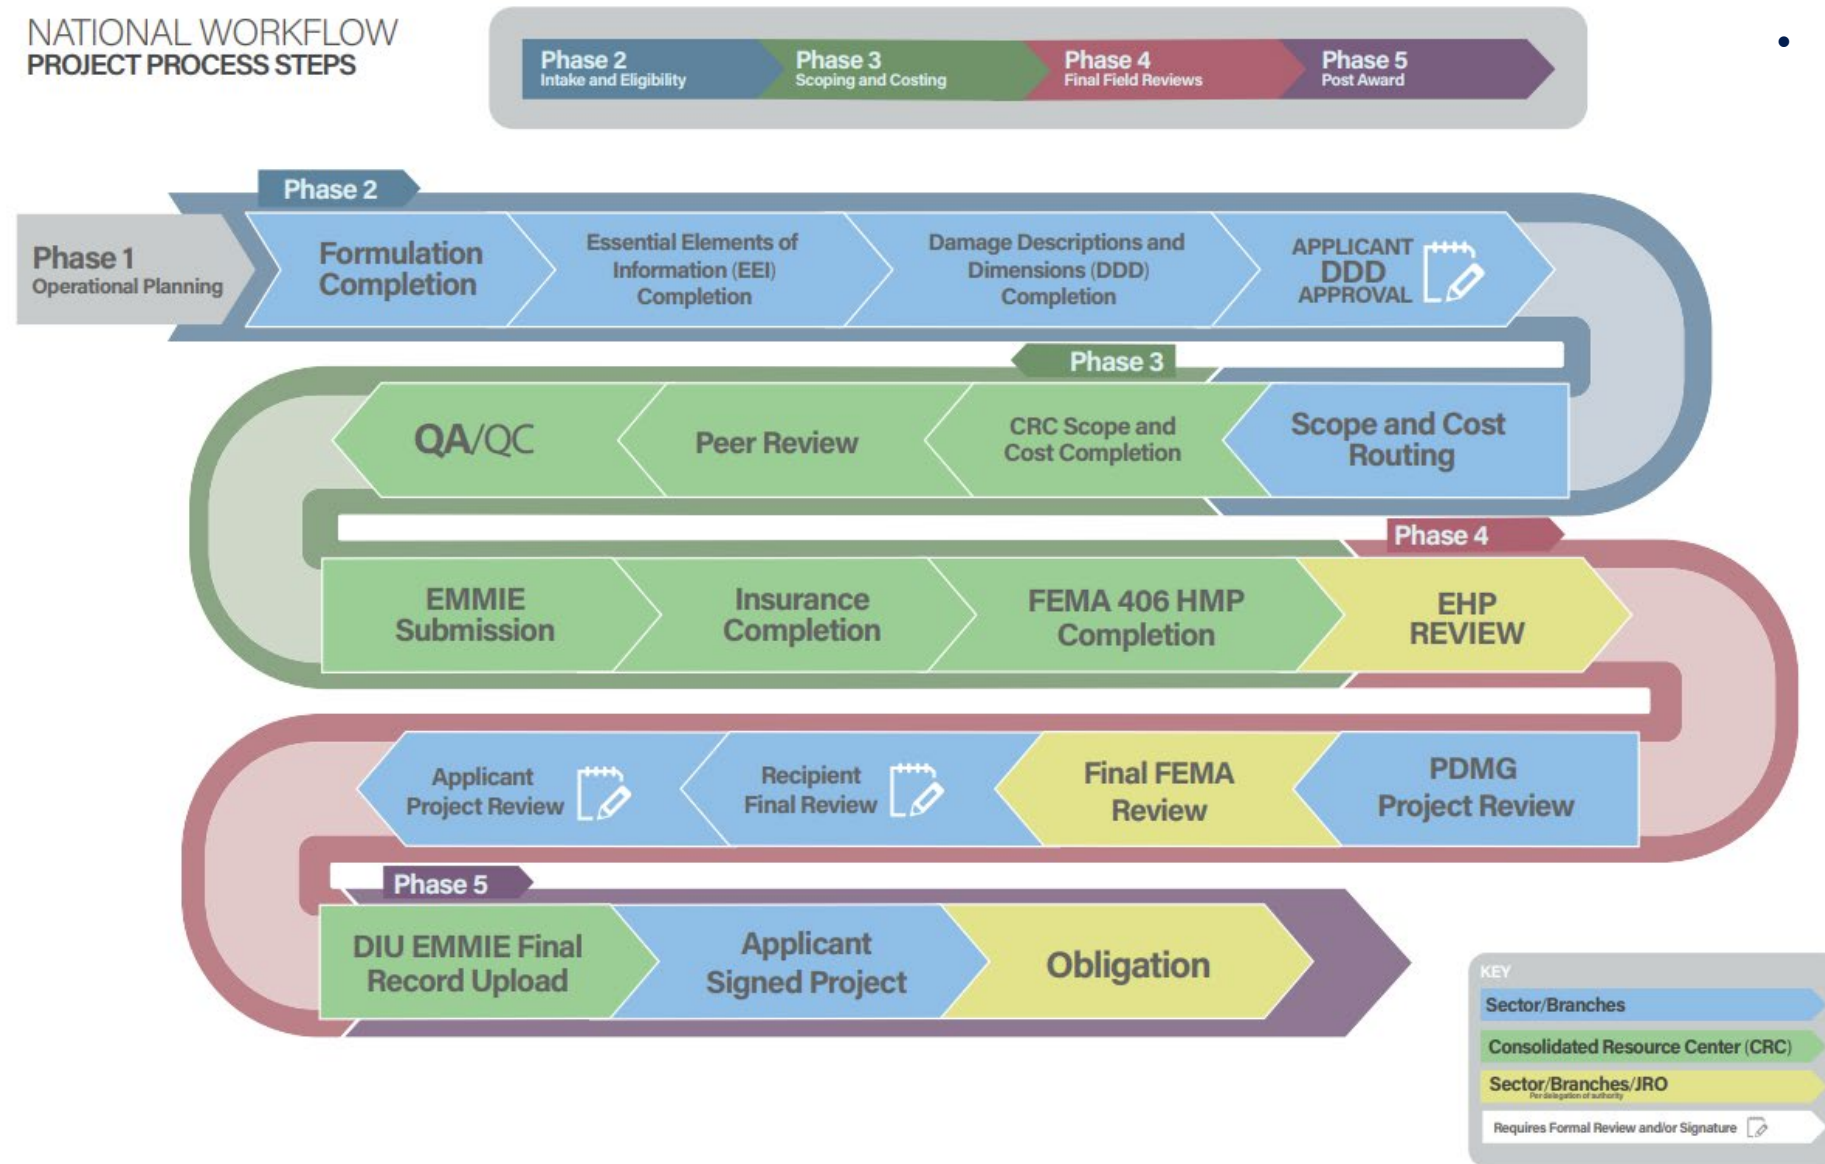 NATIONAL WORKFLOW
PROJECT PROCESS STEPS
Phase 2
Intake and Eligibility
Phase 3
Scoping and Costing
Phase 4
Final Field Reviews
Phase 5
Post Award
Phase 2
Phase 1
Operational Planning
Formulation
Completion
Essential Elements of
Information (EEI)
Completion
Damage Descriptions and
Dimensions (DDD)
Completion
APPLICANT
DDD
APPROVAL
Phase 3
Scope and Cost
Routing
CRC Scope and
Cost Completion
Peer Review
QA/QC
Phase 4
EMMIE
Submission
Insurance
Completion
FEMA 406 HMP
Completion
EHP
REVIEW
PDMG
Project Review
Final FEMA
Review
Recipient
Final Review
Applicant
Project Review
Phase 5
DIU EMMIE Final
Record Upload
Applicant
Signed Project
Obligation
KEY
Sector/Branches
Consolidated Resource Center (CRC)
Sector/Branches/JRO
Per delegation of authority
Requires Formal Review and/or Signature